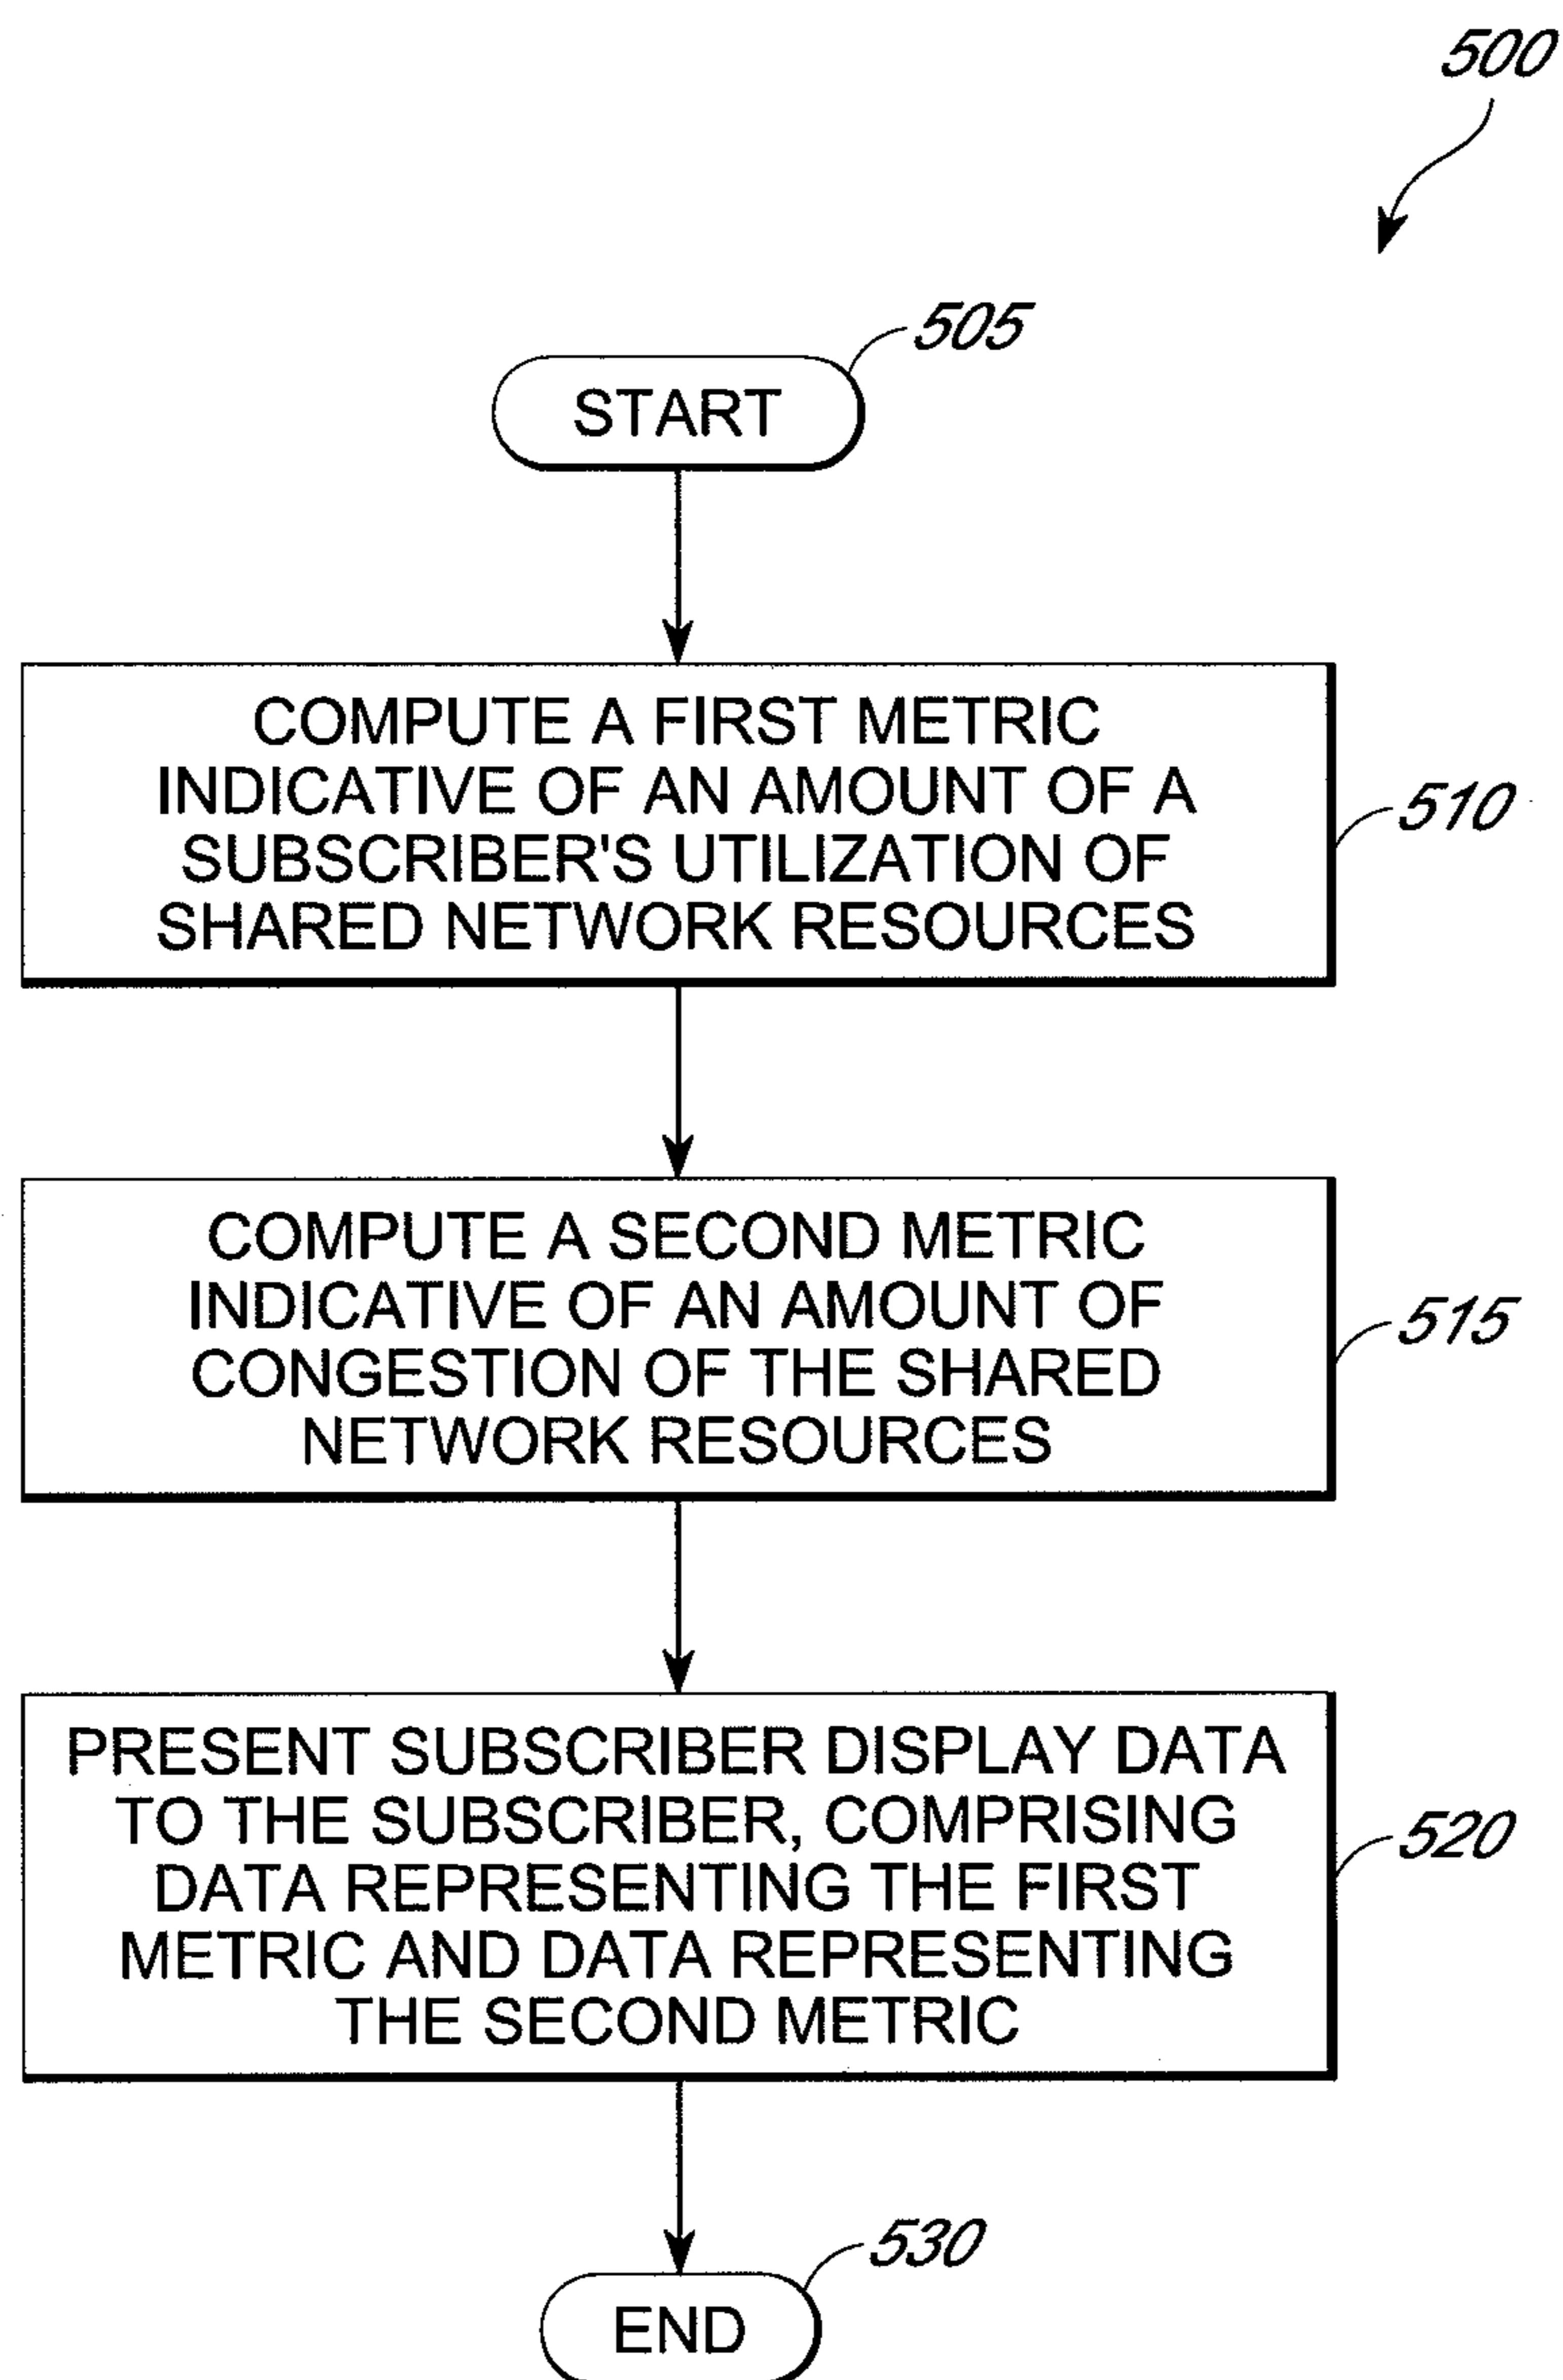 500
505
START
COMPUTE A FIRST METRIC
INDICATIVE OF AN AMOUNT OF A
SUBSCRIBER'S UTILIZATION OF
SHARED NETWORK RESOURCES
510
COMPUTE A SECOND METRIC
INDICATIVE OF AN AMOUNT OF
CONGESTION OF THE SHARED
NETWORK RESOURCES
515
PRESENT SUBSCRIBER DISPLAY DATA
TO THE SUBSCRIBER, COMPRISING
DATA REPRESENTING THE FIRST
METRIC AND DATA REPRESENTING
THE SECOND METRIC
520
530
END